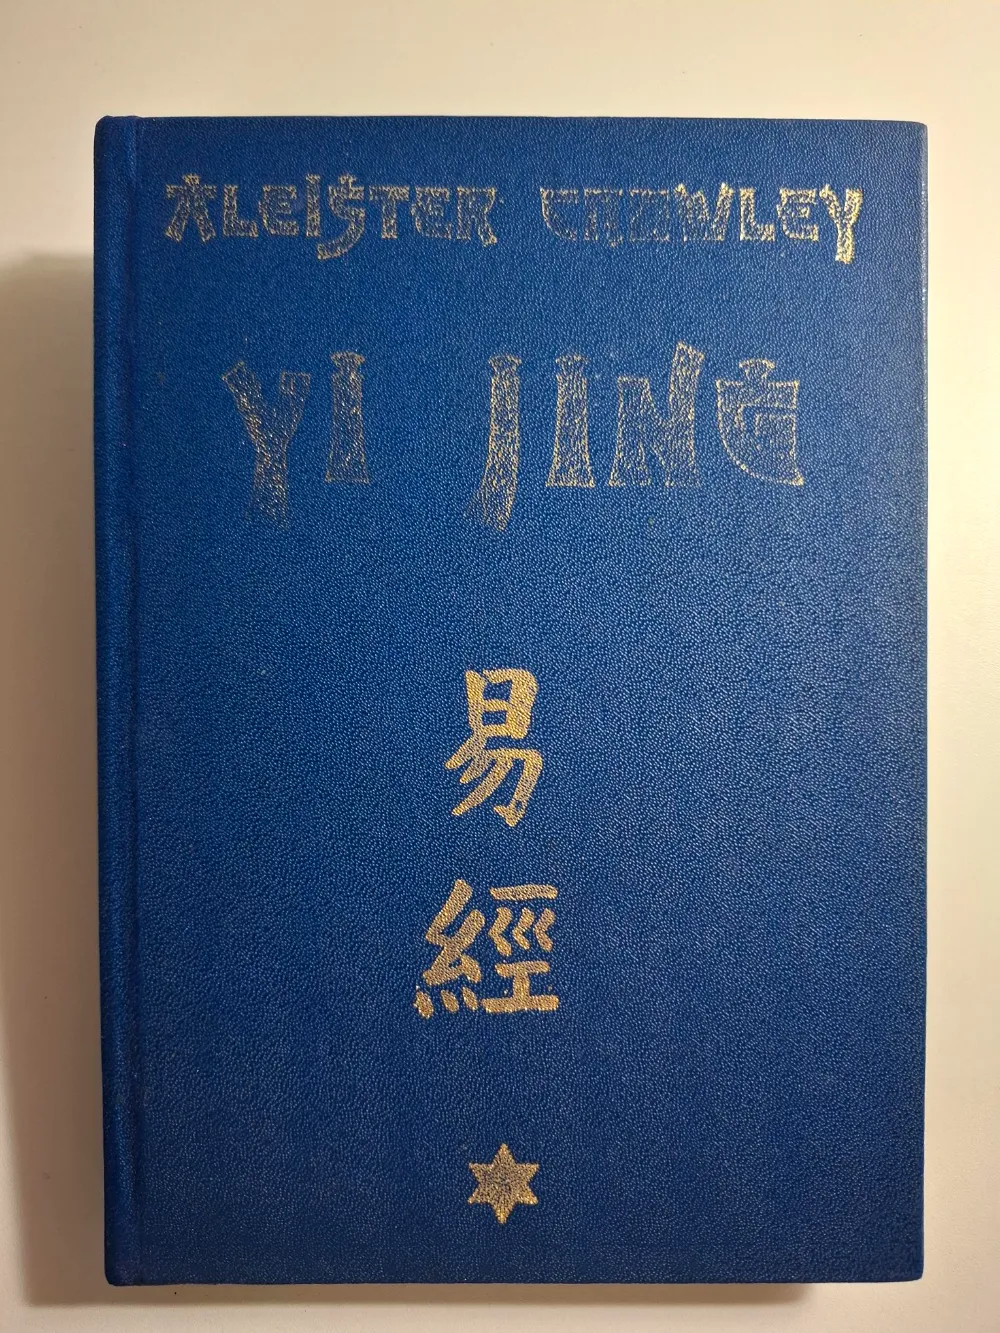 ALEISTER CROWLEY
YI JING
易
經